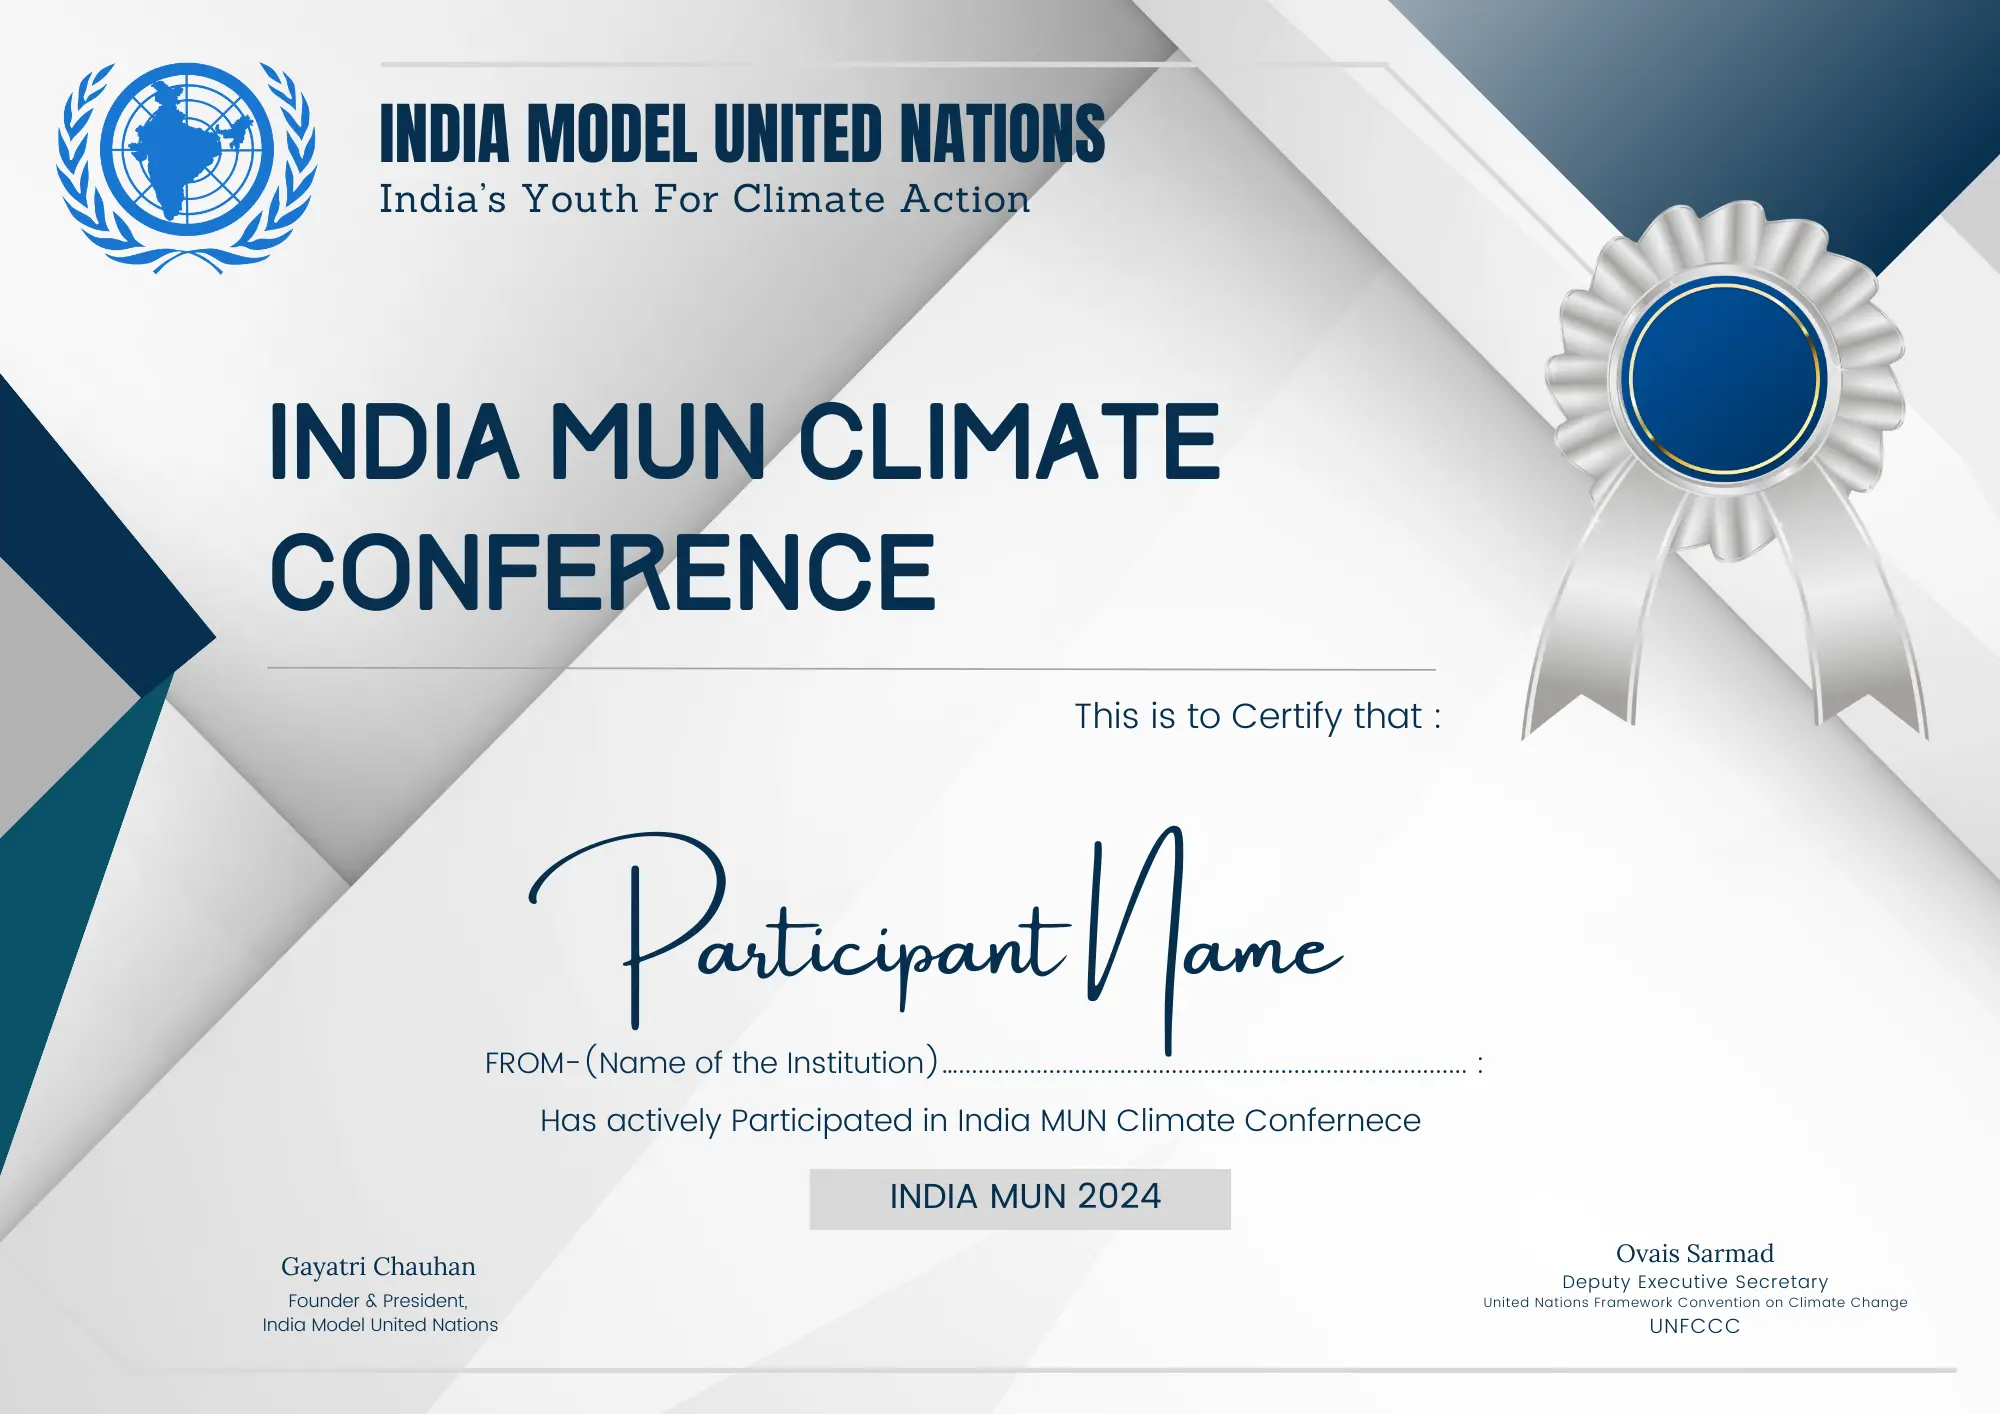 INDIA MODEL UNITED NATIONS
India's Youth For Climate Action
INDIA MUN CLIMATE
CONFERENCE
This is to Certify that :
Participant Name
FROM-(Name of the Institution)................................................................................ :
Has actively Participated in India MUN Climate Confernece
INDIA MUN 2024
Gayatri Chauhan
Founder & President,
India Model United Nations
Ovais Sarmad
Deputy Executive Secretary
United Nations Framework Convention on Climate Change
UNFCCC